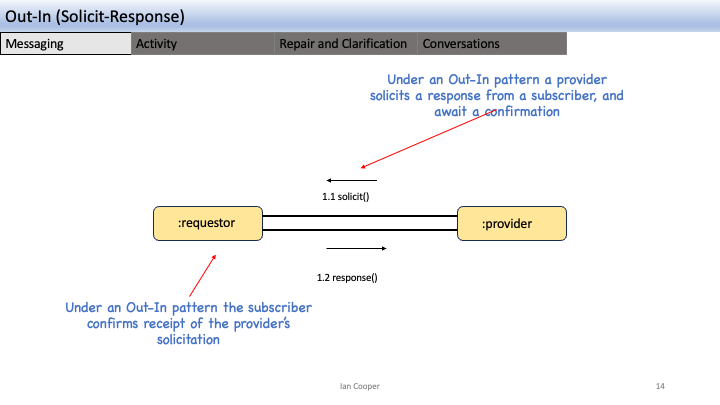 Out-In (Solicit-Response)
Messaging
Activity
Repair and Clarification
Conversations
Under an Out-In pattern a provider
solicits a response from a subscriber, and
await a confirmation
1.1 solicit()
:requestor
:provider
1.2 response()
Under an Out-In pattern the subscriber
confirms receipt of the provider's
solicitation
Ian Cooper
14